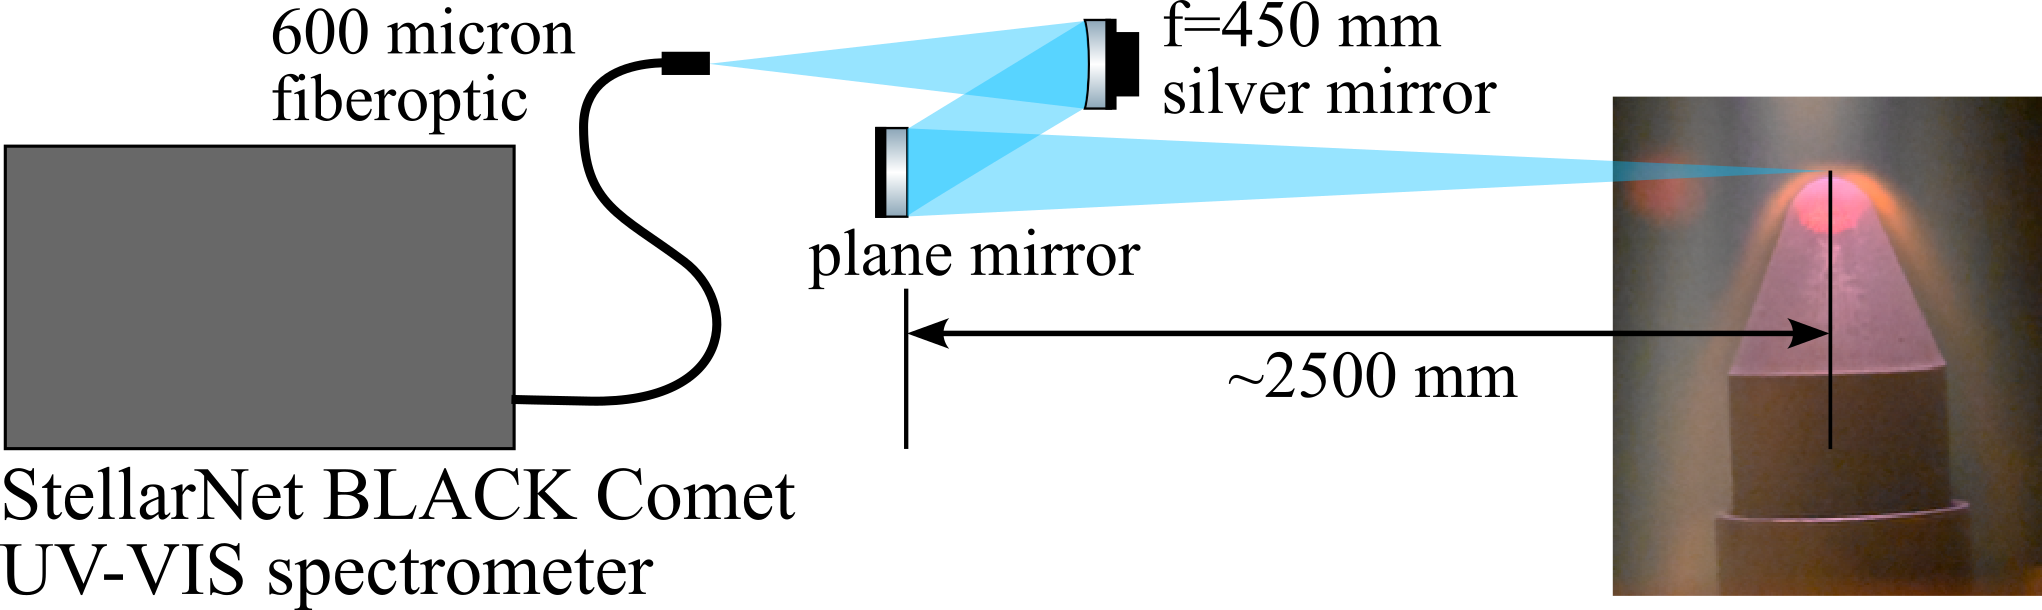 600 micron
fiberoptic
f=450 mm
silver mirror
plane mirror
~2500 mm
StellarNet BLACK Comet
UV-VIS spectrometer